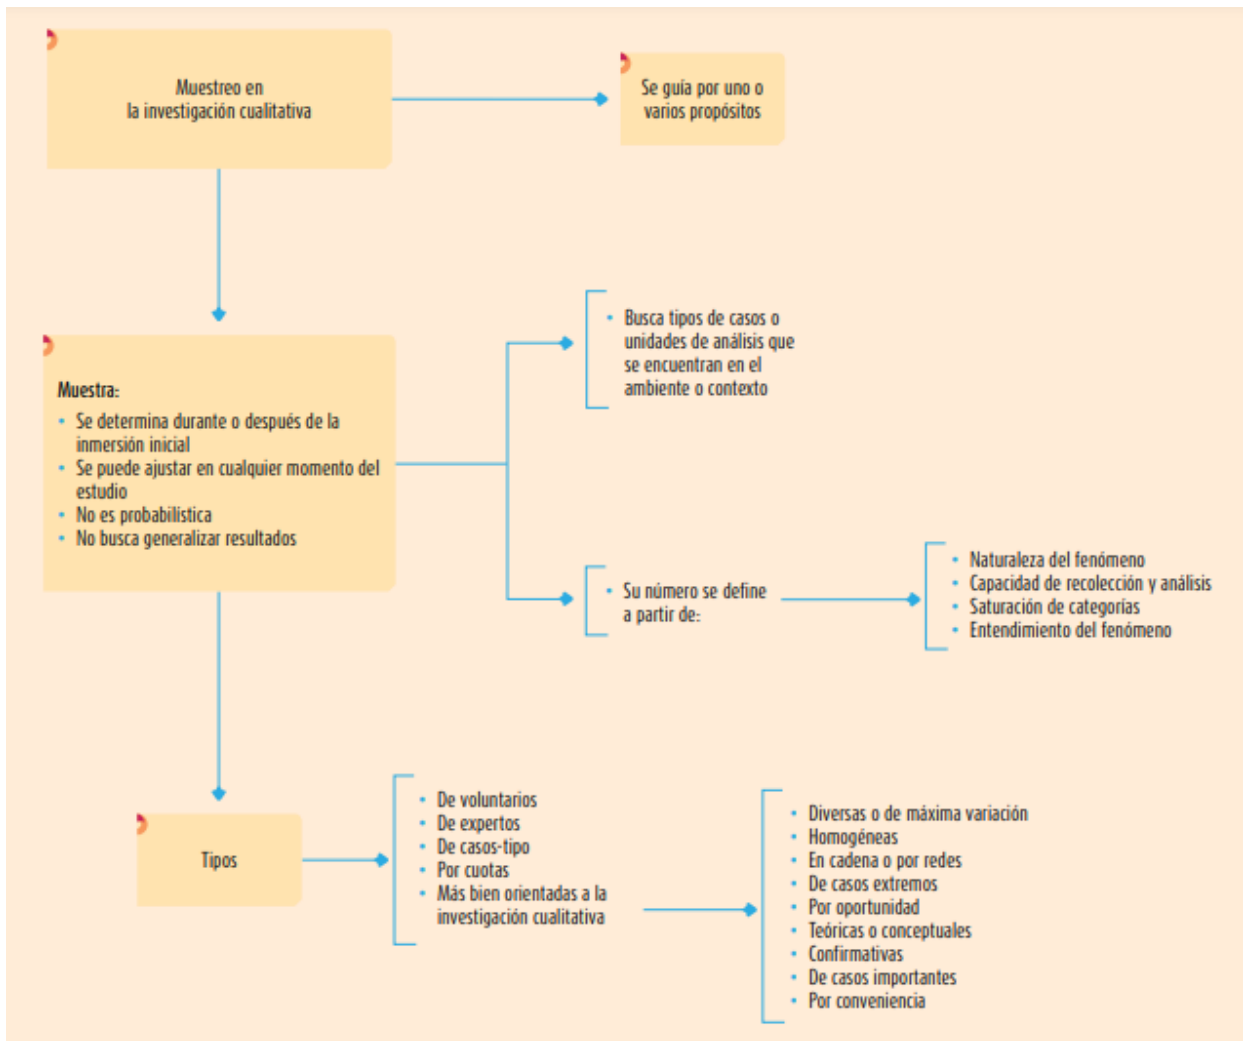 Muestreo en
la investigación cualitativa
Se guía por uno o
varios propósitos
Muestra:
• Se determina durante o después de la
inmersión inicial
• Se puede ajustar en cualquier momento del
estudio
• No es probabilística
• No busca generalizar resultados
• Busca tipos de casos o
unidades de análisis que
se encuentran en el
ambiente o contexto
• Su número se define
a partir de:
• Naturaleza del fenómeno
• Capacidad de recolección y análisis
• Saturación de categorías
• Entendimiento del fenómeno
Tipos
• De voluntarios
• De expertos
• De casos-tipo
• Por cuotas
• Más bien orientadas a la
investigación cualitativa
• Diversas o de máxima variación
• Homogéneas
• En cadena o por redes
• De casos extremos
• Por oportunidad
• Teóricas o conceptuales
• Confirmativas
• De casos importantes
• Por conveniencia